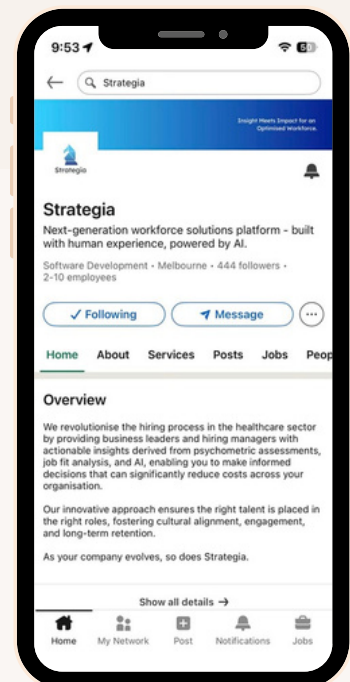 9:53
50
Strategia
Insight Meets Impact for an
Optimised Workforce.
Strategia
Strategia
Next-generation workforce solutions platform - built
with human experience, powered by AI.
Software Development • Melbourne • 444 followers •
2-10 employees
Following
Message
Home About Services Posts Jobs Peop
Overview
We revolutionise the hiring process in the healthcare sector
by providing business leaders and hiring managers with
actionable insights derived from psychometric assessments,
job fit analysis, and AI, enabling you to make informed
decisions that can significantly reduce costs across your
organisation.
Our innovative approach ensures the right talent is placed in
the right roles, fostering cultural alignment, engagement,
and long-term retention.
As your company evolves, so does Strategia.
Show all details →
Home My Network Post Notifications Jobs